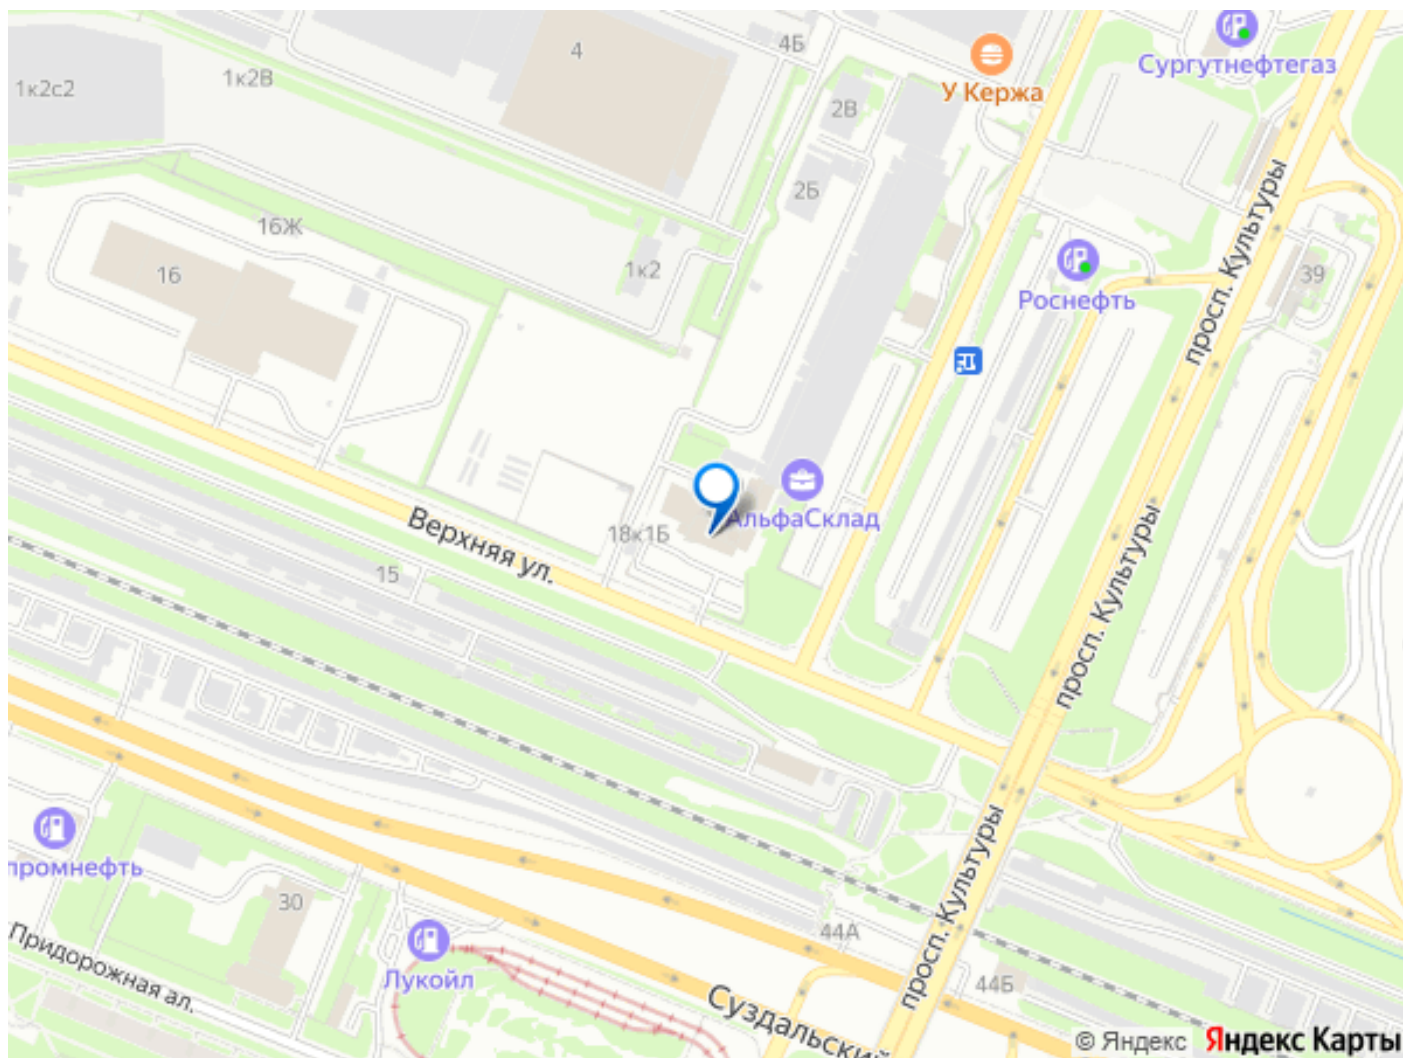 4
4Б
Сургутнефтегаз
1к2В
1к2с2
У Кержа
2В
2Б
просп. Культуры
16Ж
16
1к2
39
Роснефть
АльфаСклад
18к1Б
Верхняя ул.
15
просп. Культуры
промнефть
просп. Культуры
30
44А
Лукойл
Придорожная ал.
44Б
Суздальский
© Яндекс Яндекс Карты